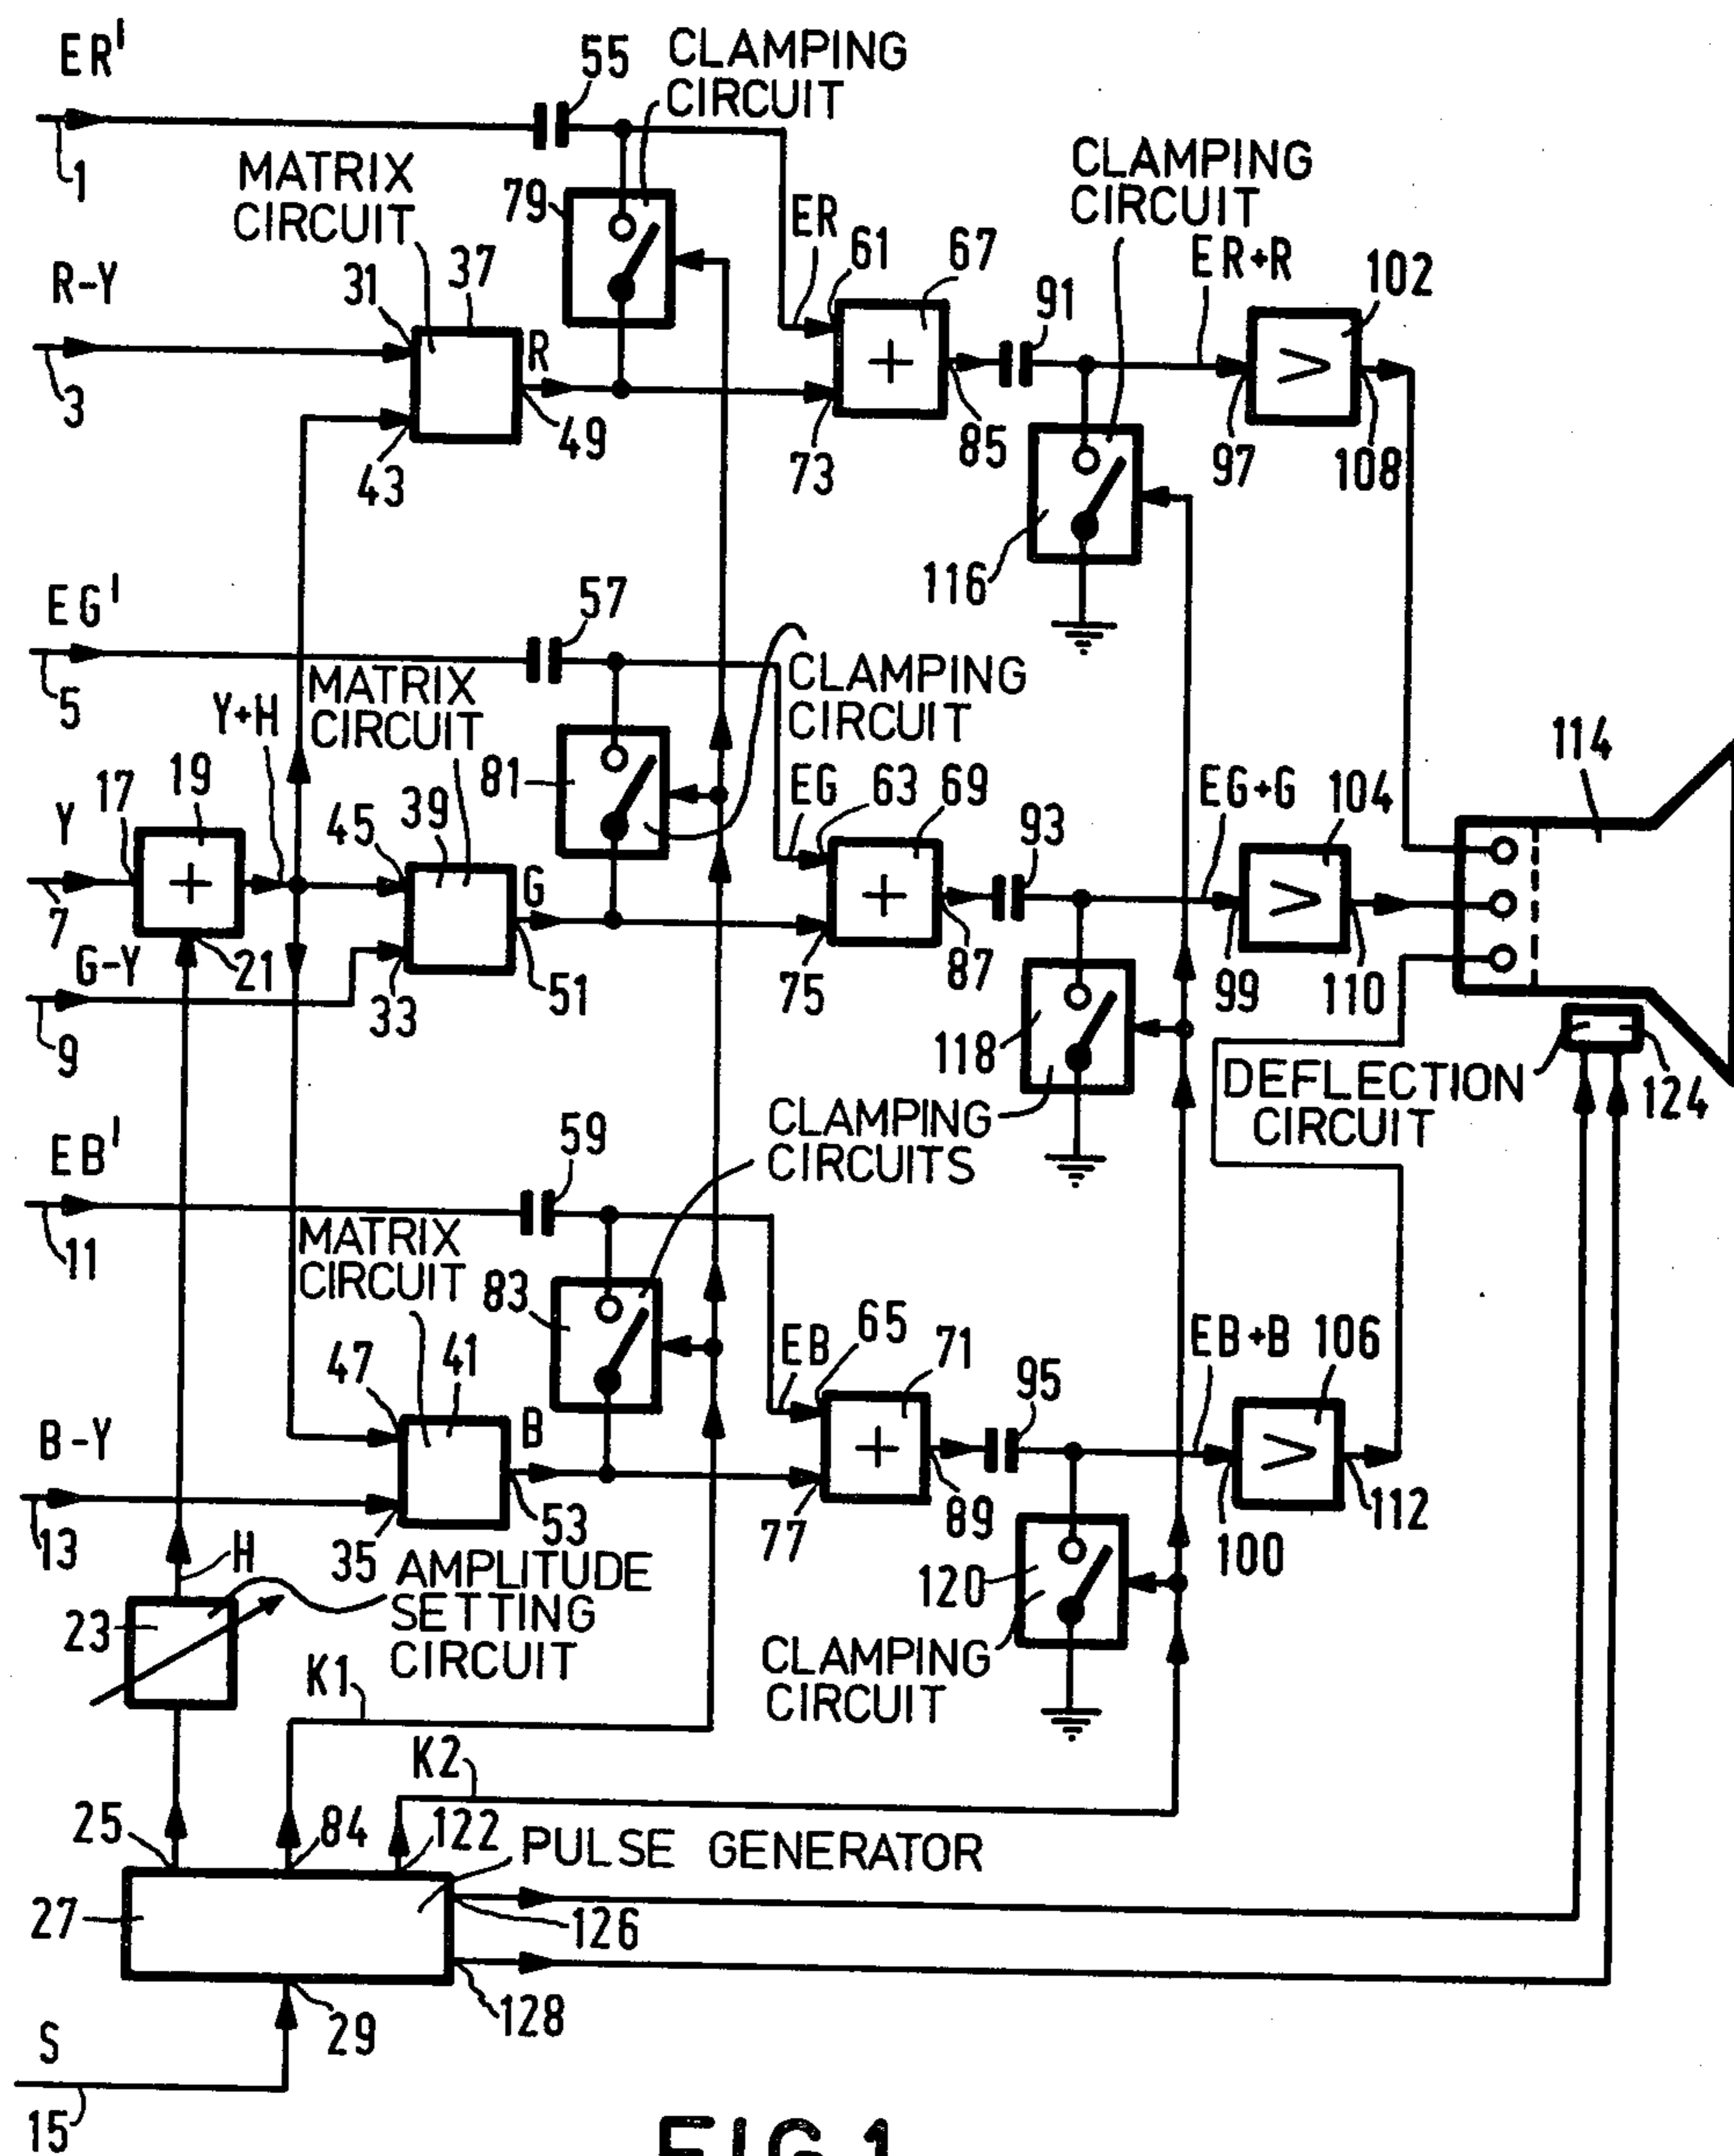 ER'
55
CLAMPING
CIRCUIT
1
MATRIX
CIRCUIT
79
CLAMPING
CIRCUIT
ER
61
67
ER+R
102
R-Y
31
37
91
3
R
43
49
73
85
97
108
116
EG'
57
5
MATRIX
CIRCUIT
CLAMPING
CIRCUIT
Y+H
114
17
19
81
EG
63
69
EG+G
104
Y
45
39
93
7
G
G-Y
21
33
51
75
87
99
110
9
118
DEFLECTION
CIRCUIT
124
EB'
59
CLAMPING
CIRCUITS
11
MATRIX
CIRCUIT
83
EB
65
71
EB+B
106
47
41
95
B-Y
B
13
35
53
77
89
100
112
H
AMPLITUDE
SETTING
CIRCUIT
120
23
CLAMPING
CIRCUIT
K1
K2
25
84
122
PULSE GENERATOR
27
126
29
128
S
15
FIG.1